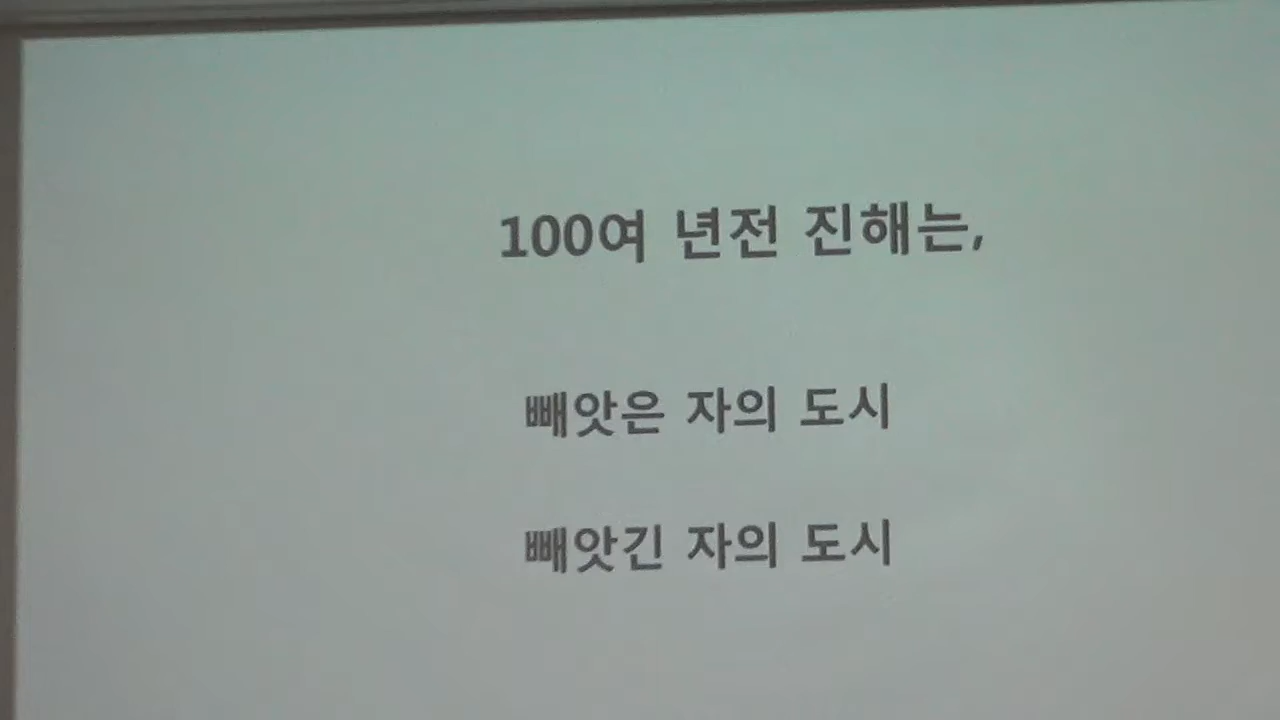 100여 년전 진해는,
빼앗은 자의 도시
빼앗긴 자의 도시